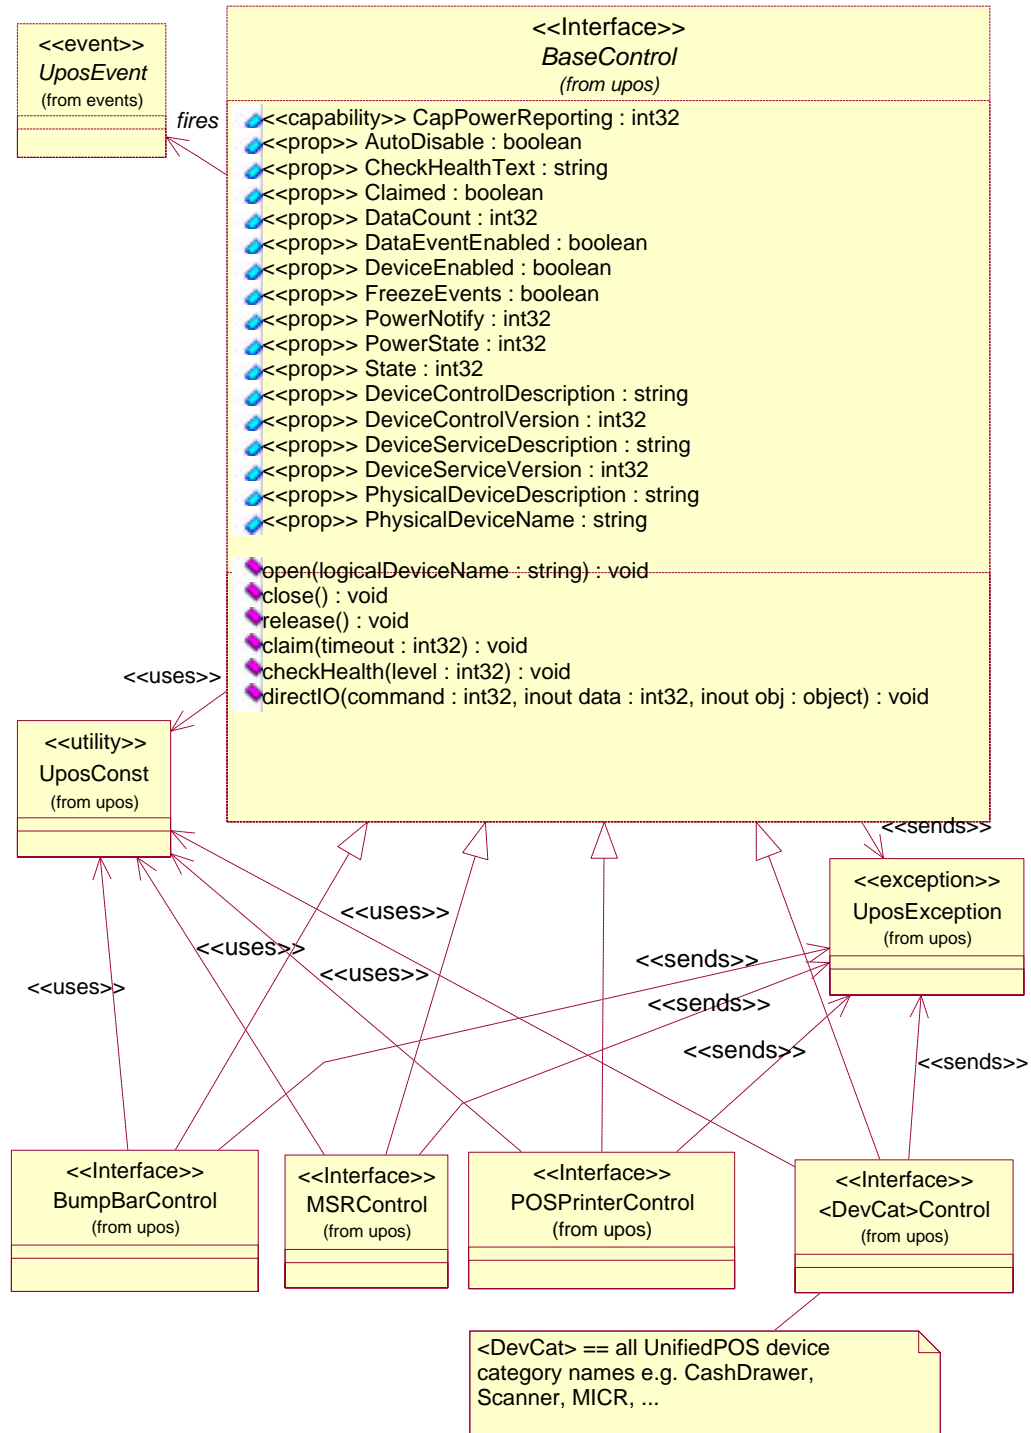 <<event>>
UposEvent
(from events)
fires
<<Interface>>
BaseControl
(from upos)
<<capability>> CapPowerReporting : int32
<<prop>> AutoDisable : boolean
<<prop>> CheckHealthText : string
<<prop>> Claimed : boolean
<<prop>> DataCount : int32
<<prop>> DataEventEnabled : boolean
<<prop>> DeviceEnabled : boolean
<<prop>> FreezeEvents : boolean
<<prop>> PowerNotify : int32
<<prop>> PowerState : int32
<<prop>> State : int32
<<prop>> DeviceControlDescription : string
<<prop>> DeviceControlVersion : int32
<<prop>> DeviceServiceDescription : string
<<prop>> DeviceServiceVersion : int32
<<prop>> PhysicalDeviceDescription : string
<<prop>> PhysicalDeviceName : string
open(logicalDeviceName : string) : void
close() : void
release() : void
claim(timeout : int32) : void
checkHealth(level : int32) : void
directIO(command : int32, inout data : int32, inout obj : object) : void
<<uses>>
<<utility>>
UposConst
(from upos)
<<sends>>
<<exception>>
UposException
(from upos)
<<uses>>
<<uses>>
<<uses>>
<<uses>>
<<sends>>
<<sends>>
<<sends>>
<<sends>>
<<Interface>>
BumpBarControl
(from upos)
<<Interface>>
MSRControl
(from upos)
<<Interface>>
POSPrinterControl
(from upos)
<<Interface>>
<DevCat>Control
(from upos)
<DevCat> == all UnifiedPOS device
category names e.g. CashDrawer,
Scanner, MICR, ...